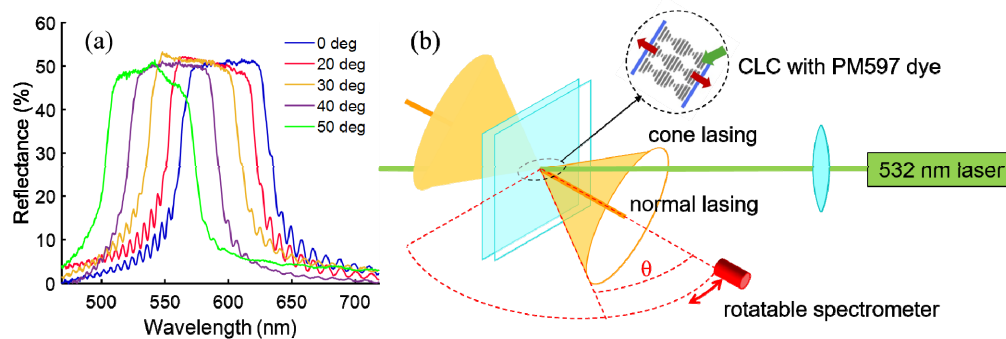 (a)
60
50
40
30
20
10
0
Reflectance (%)
500
550
600
650
700
Wavelength (nm)
0 deg
20 deg
30 deg
40 deg
50 deg
(b)
CLC with PM597 dye
cone lasing
532 nm laser
normal lasing
θ
rotatable spectrometer